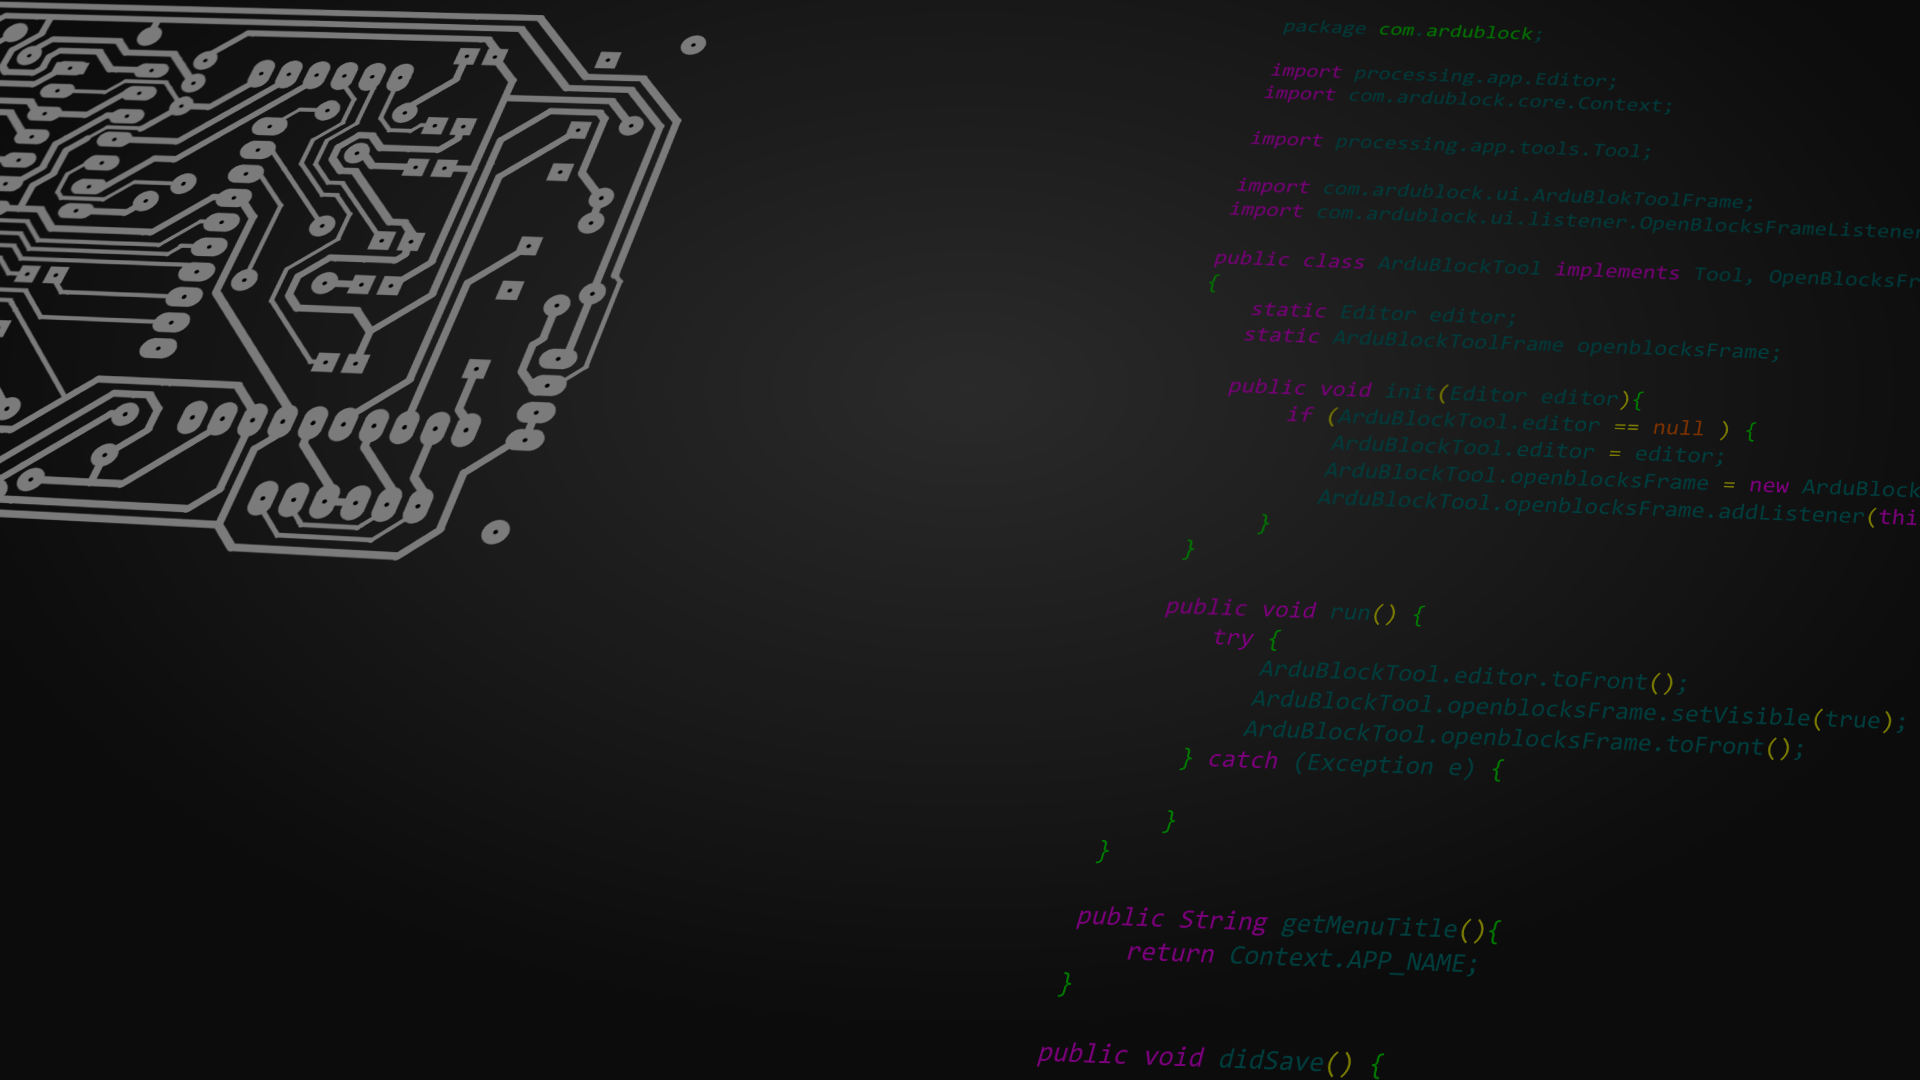 package com.ardublock;
import processing.app.Editor;
import com.ardublock.core.Context;
import processing.app.tools.Tool;
import com.ardublock.ui.ArduBlokToolFrame;
import com.ardublock.ui.listener.OpenBlocksFrameListener
public class ArduBlockTool implements Tool, OpenBlocksFr
{
static Editor editor;
static ArduBlockToolFrame openblocksFrame;
public void init(Editor editor){
if (ArduBlockTool.editor == null ) {
ArduBlockTool.editor = editor;
ArduBlockTool.openblocksFrame = new ArduBlock
ArduBlockTool.openblocksFrame.addListener(thi
}
}
public void run() {
try {
ArduBlockTool.editor.toFront();
ArduBlockTool.openblocksFrame.setVisible(true);
ArduBlockTool.openblocksFrame.toFront();
} catch (Exception e) {
}
}
public String getMenuTitle(){
return Context.APP_NAME;
}
public void didSave() {